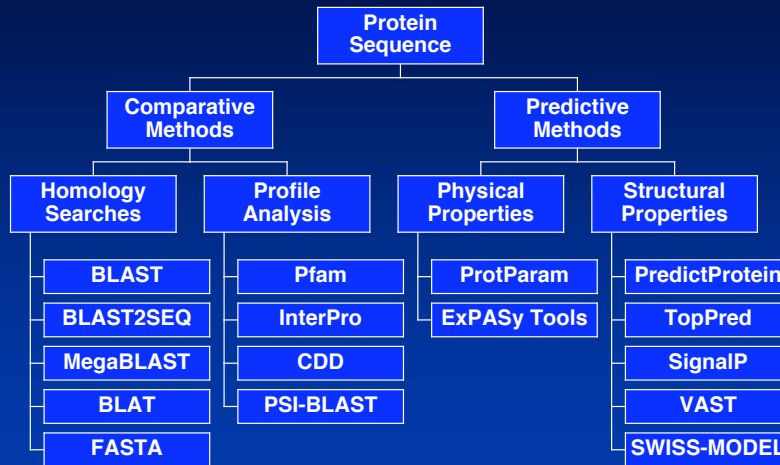 Protein
Sequence
Comparative
Methods
Predictive
Methods
Homology
Searches
Profile
Analysis
Physical
Properties
Structural
Properties
BLAST
BLAST2SEQ
MegaBLAST
BLAT
FASTA
Pfam
InterPro
CDD
PSI-BLAST
ProtParam
ExPASy Tools
PredictProtein
TopPred
SignalP
VAST
SWISS-MODEL